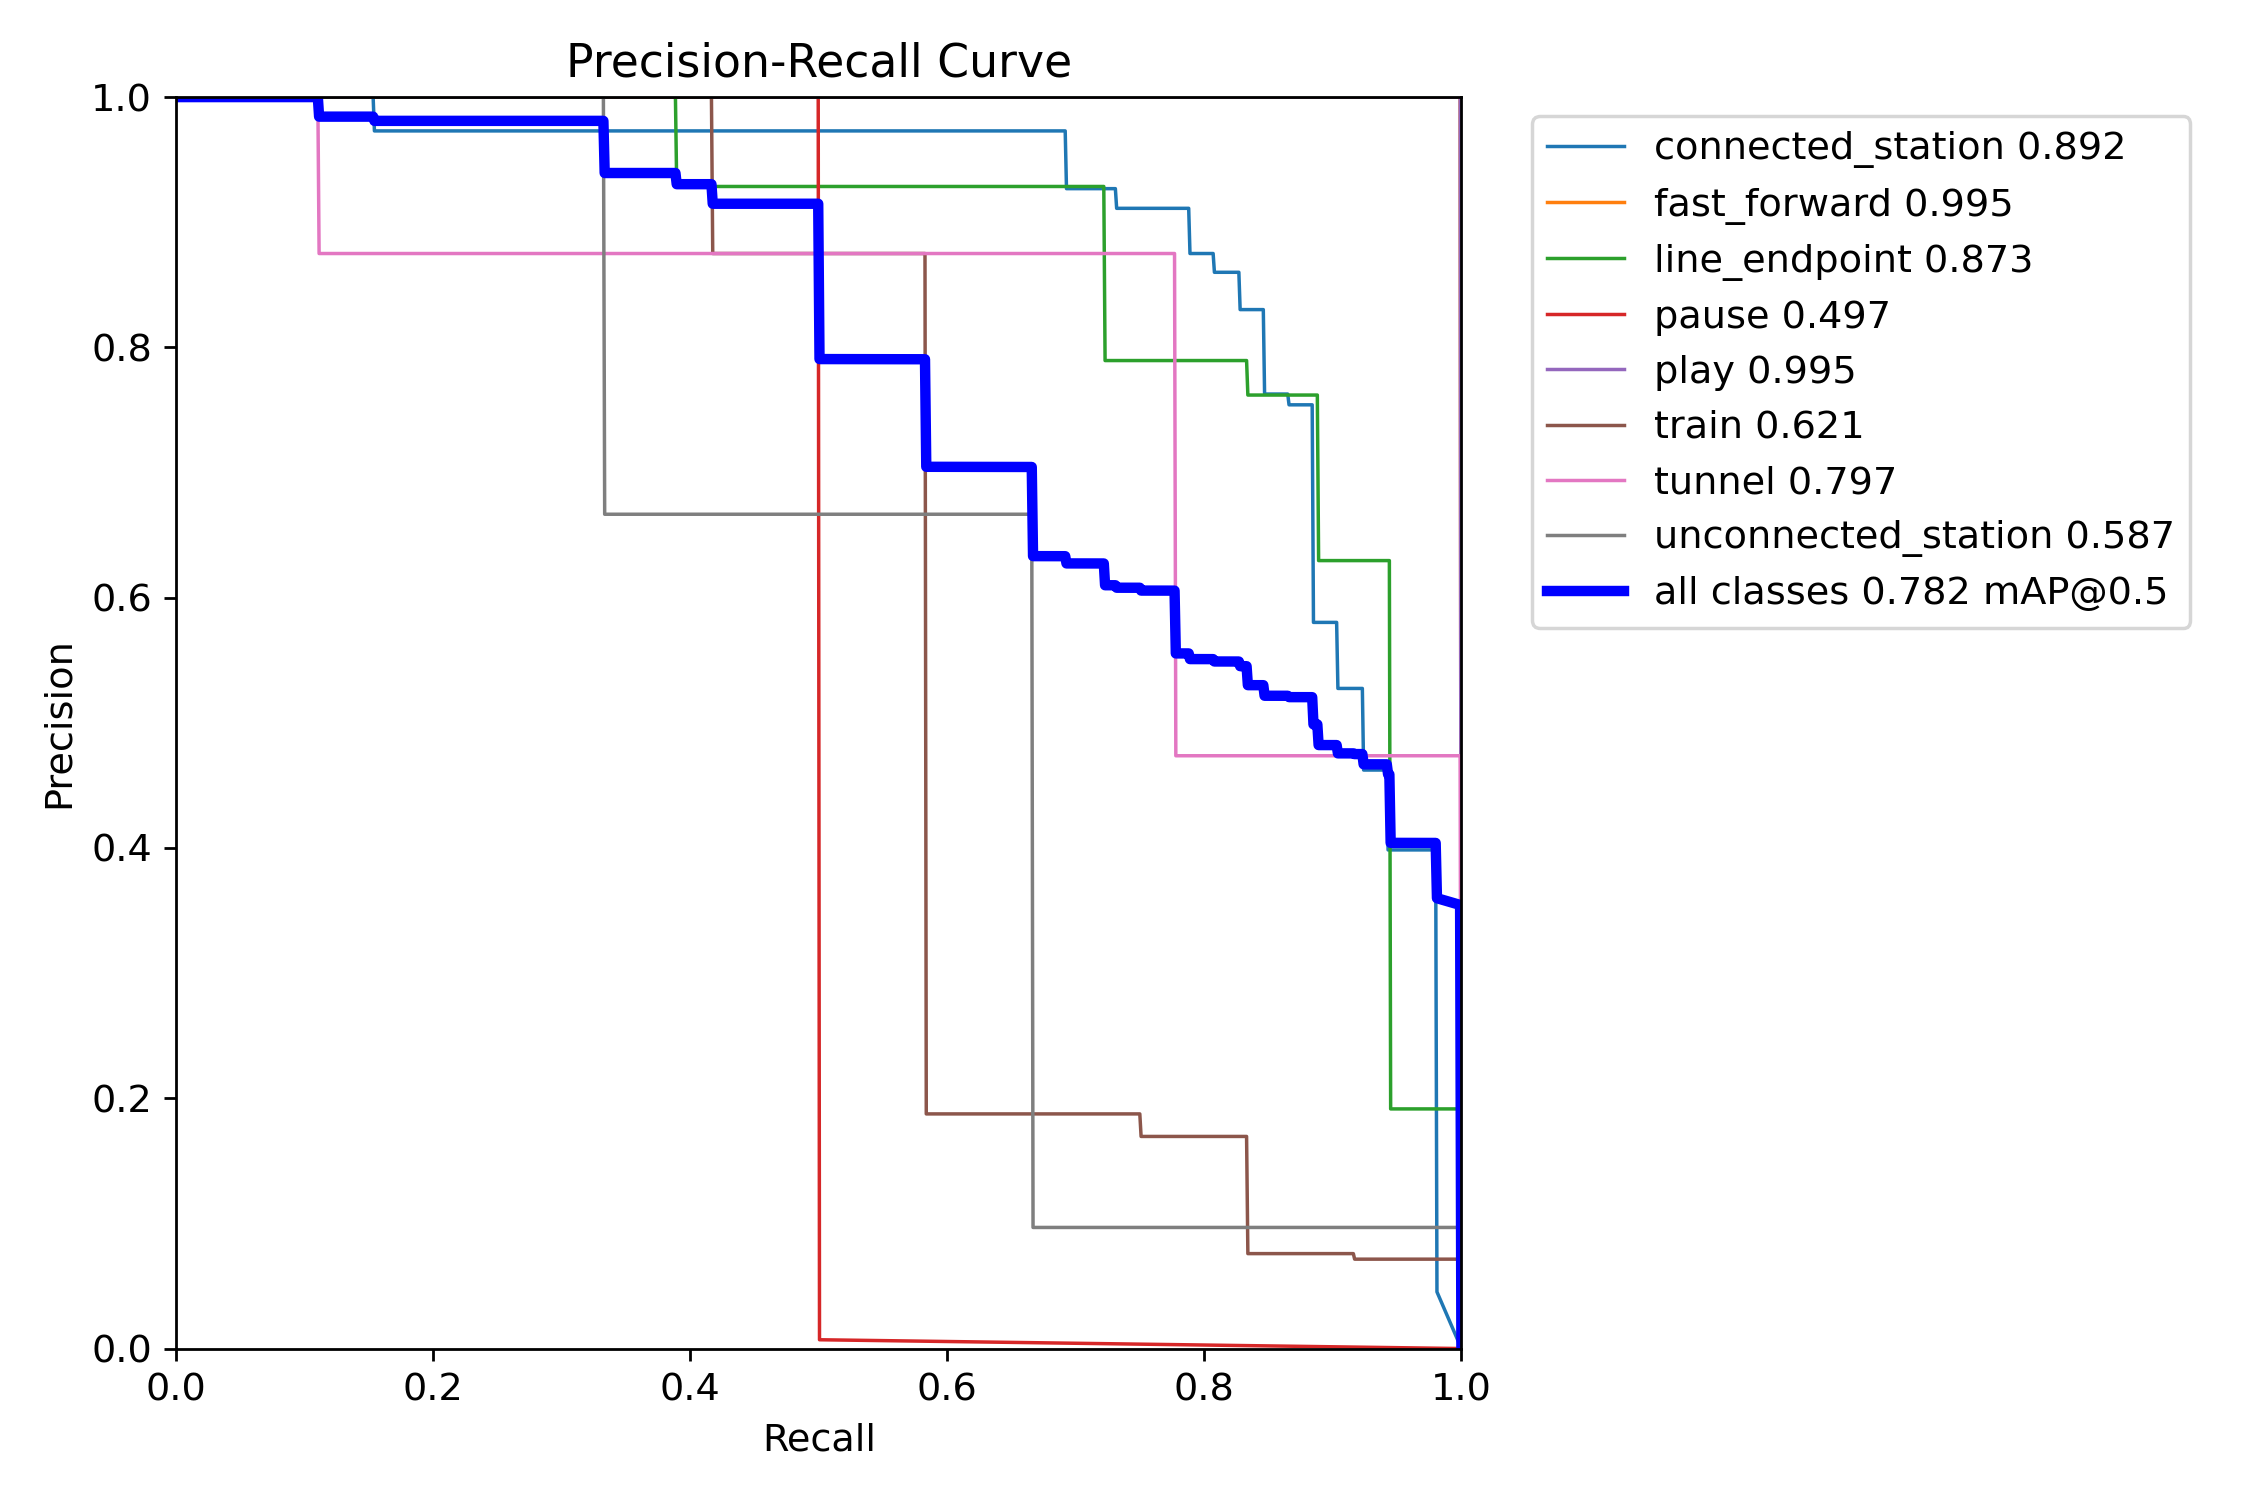 Precision-Recall Curve
1.0
0.8
0.6
0.4
0.2
0.0
Precision
0.0 0.2 0.4 0.6 0.8 1.0
Recall
connected_station 0.892
fast_forward 0.995
line_endpoint 0.873
pause 0.497
play 0.995
train 0.621
tunnel 0.797
unconnected_station 0.587
all classes 0.782 mAP@0.5